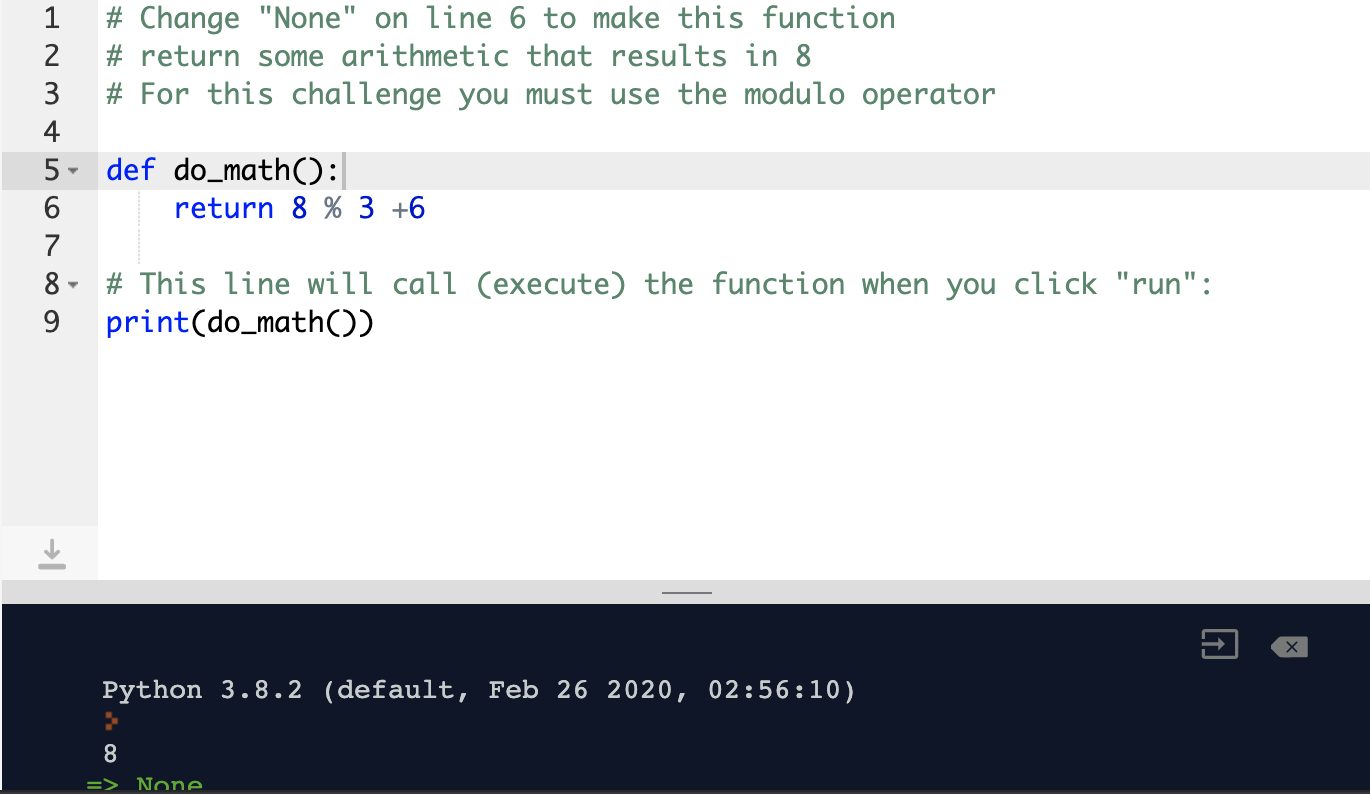 1 # Change "None" on line 6 to make this function
2 # return some arithmetic that results in 8
3 # For this challenge you must use the modulo operator
4
5 def do_math():
6 return 8 % 3 +6
7
8 # This line will call (execute) the function when you click "run":
9 print(do_math())
Python 3.8.2 (default, Feb 26 2020, 02:56:10)
8
=> None